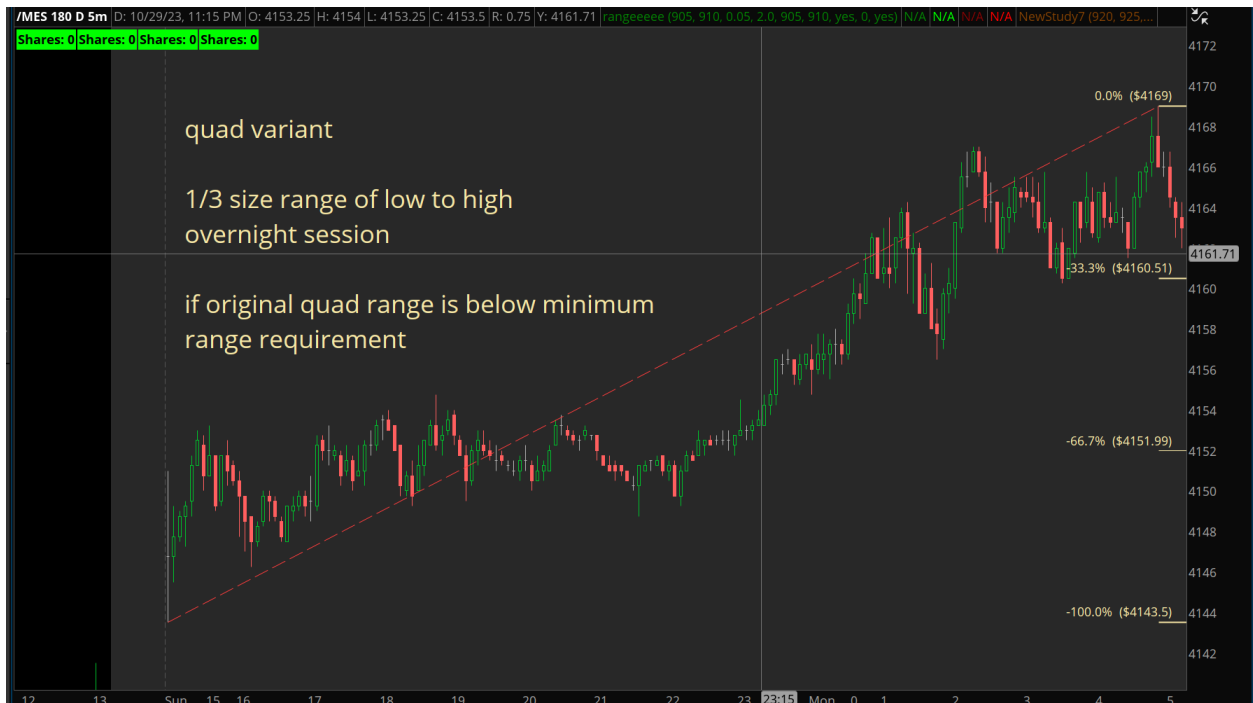 /MES 180 D 5m D: 10/29/23, 11:15 PM O: 4153.25 H: 4154 L: 4153.25 C: 4153.5 R: 0.75 Y: 4161.71 rangeeeee (905, 910, 0.05, 2.0, 905, 910, yes, 0, yes) N/A N/A N/A N/A NewStudy7 (920, 925,...
Shares: 0 Shares: 0 Shares: 0 Shares: 0
4172
4170
0.0% ($4169)
4168
quad variant
4166
1/3 size range of low to high
4164
overnight session
4161.71
-33.3% ($4160.51)
4160
if original quad range is below minimum
4158
range requirement
4156
4154
-66.7% ($4151.99)
4152
4150
4148
4146
-100.0% ($4143.5)
4144
4142
12 13 Sun 15 16 17 18 19 20 21 22 23 23:15 Mon 0 1 2 3 4 5